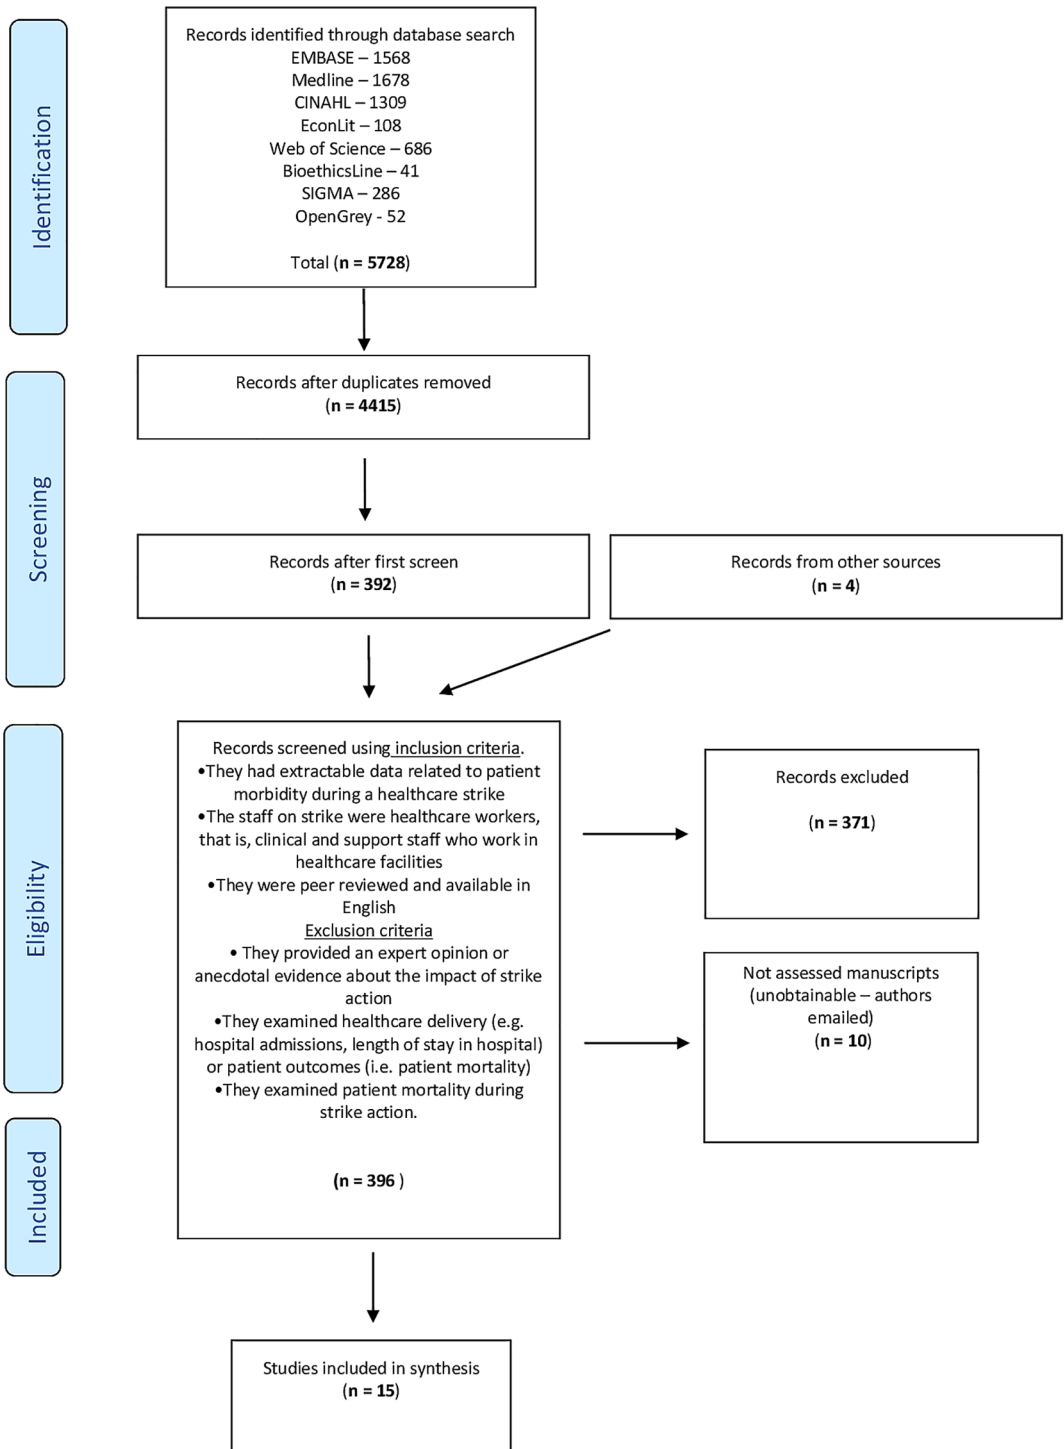 Identification
Records identified through database search
EMBASE – 1568
Medline – 1678
CINAHL – 1309
EconLit – 108
Web of Science – 686
BioethicsLine – 41
SIGMA – 286
OpenGrey - 52
Total (n = 5728)
Screening
Records after duplicates removed
(n = 4415)
Records after first screen
(n = 392)
Records from other sources
(n = 4)
Eligibility
Records screened using inclusion criteria.
•They had extractable data related to patient
morbidity during a healthcare strike
•The staff on strike were healthcare workers,
that is, clinical and support staff who work in
healthcare facilities
•They were peer reviewed and available in
English
Exclusion criteria
• They provided an expert opinion or
anecdotal evidence about the impact of strike
action
•They examined healthcare delivery (e.g.
hospital admissions, length of stay in hospital)
or patient outcomes (i.e. patient mortality)
•They examined patient mortality during
strike action.
(n = 396 )
Records excluded
(n = 371)
Not assessed manuscripts
(unobtainable – authors
emailed)
(n = 10)
Included
Studies included in synthesis
(n = 15)